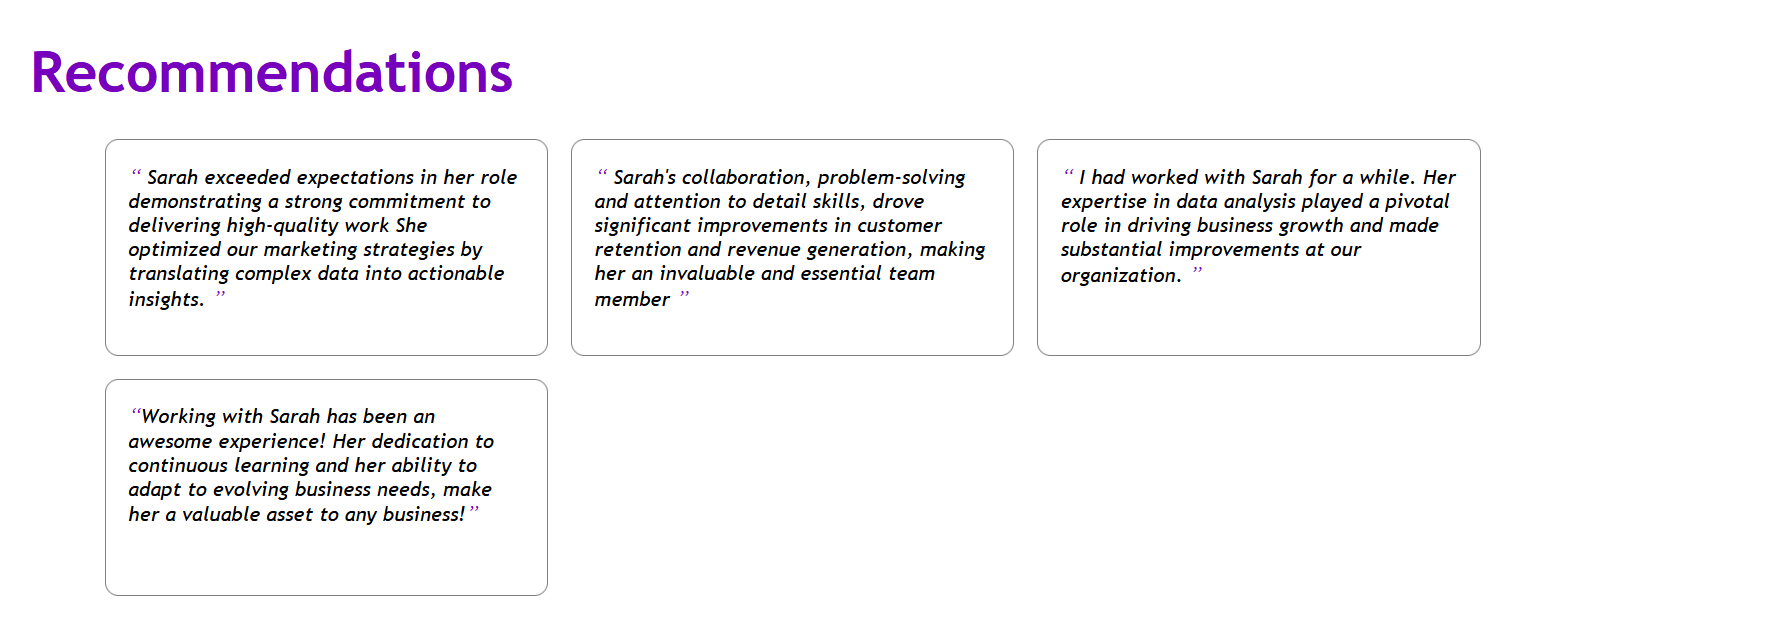 Recommendations
“ Sarah exceeded expectations in her role
demonstrating a strong commitment to
delivering high-quality work She
optimized our marketing strategies by
translating complex data into actionable
insights. ”
“ Sarah's collaboration, problem-solving
and attention to detail skills, drove
significant improvements in customer
retention and revenue generation, making
her an invaluable and essential team
member ”
“ I had worked with Sarah for a while. Her
expertise in data analysis played a pivotal
role in driving business growth and made
substantial improvements at our
organization. ”
“Working with Sarah has been an
awesome experience! Her dedication to
continuous learning and her ability to
adapt to evolving business needs, make
her a valuable asset to any business!”